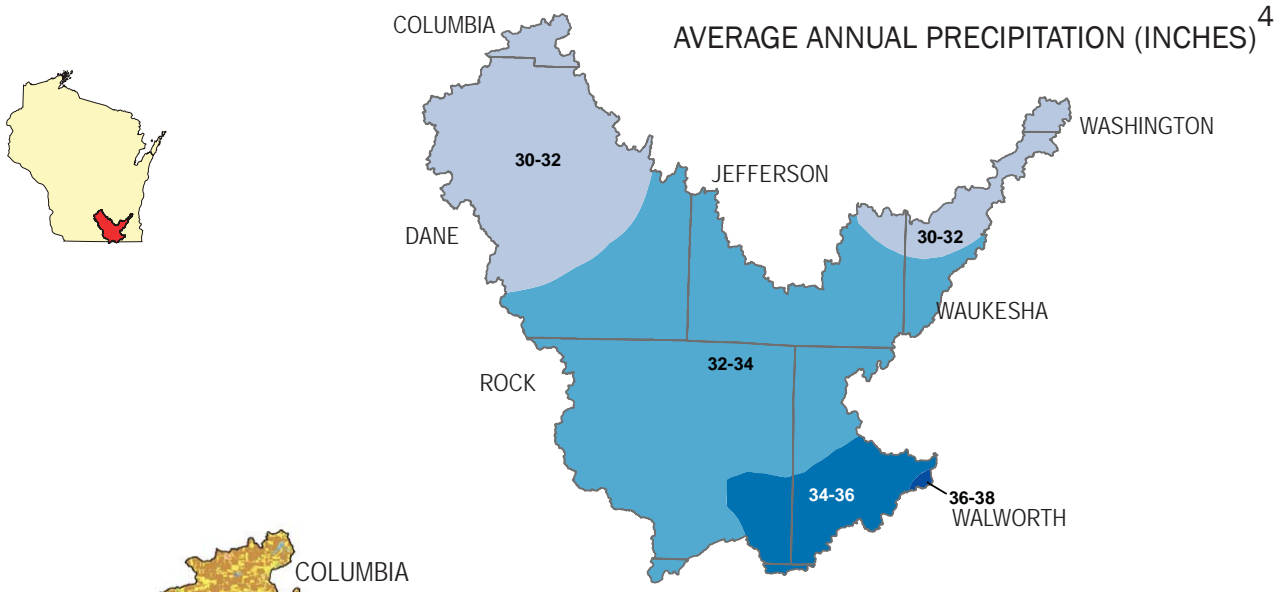 COLUMBIA
AVERAGE ANNUAL PRECIPITATION (INCHES) 4
WASHINGTON
30-32
JEFFERSON
DANE
30-32
WAUKESHA
32-34
ROCK
34-36
36-38
WALWORTH
COLUMBIA